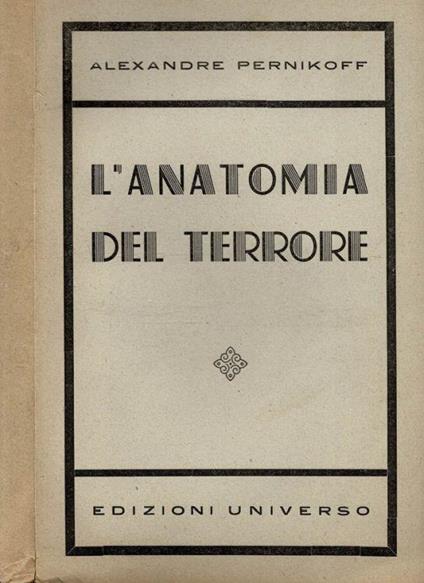 ALEXANDRE PERNIKOFF
L'ANATOMIA
DEL TERRORE
EDIZIONI UNIVERSO